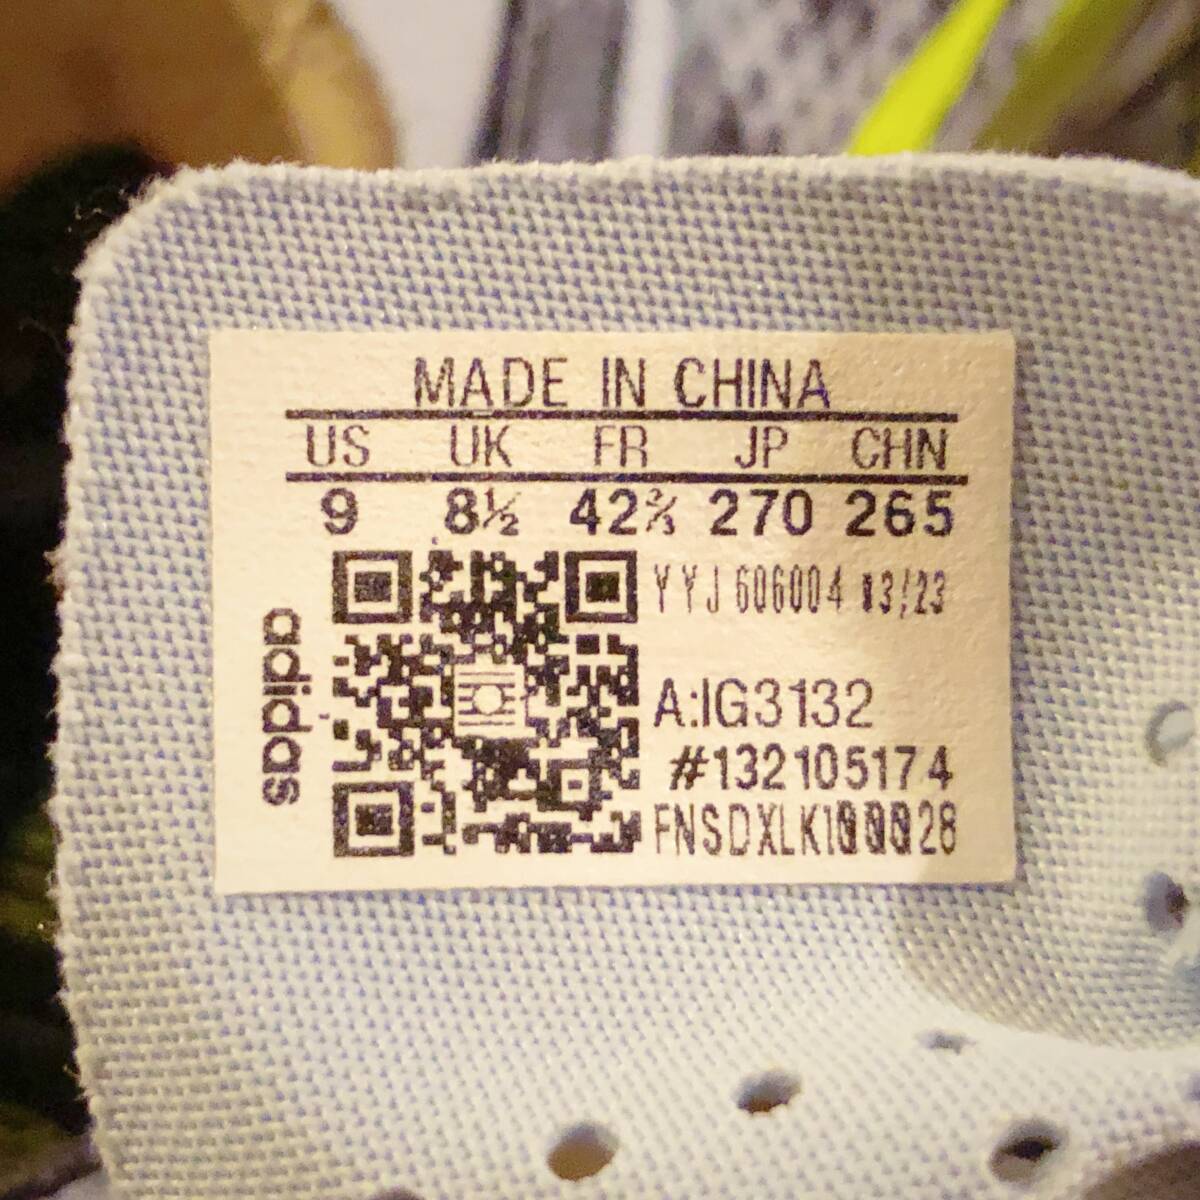 MADE IN CHINA
US UK FR JP CHN
9 8½ 42⅔ 270 265
YYJ 606004 03/23
A:IG3132
#132105174
FNSDXLK1000028
adidas